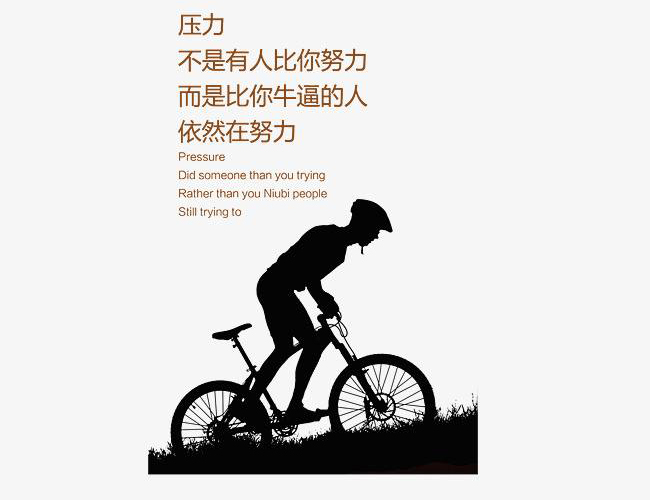 压力
不是有人比你努力
而是比你牛逼的人
依然在努力
Pressure
Did someone than you trying
Rather than you Niubi people
Still trying to